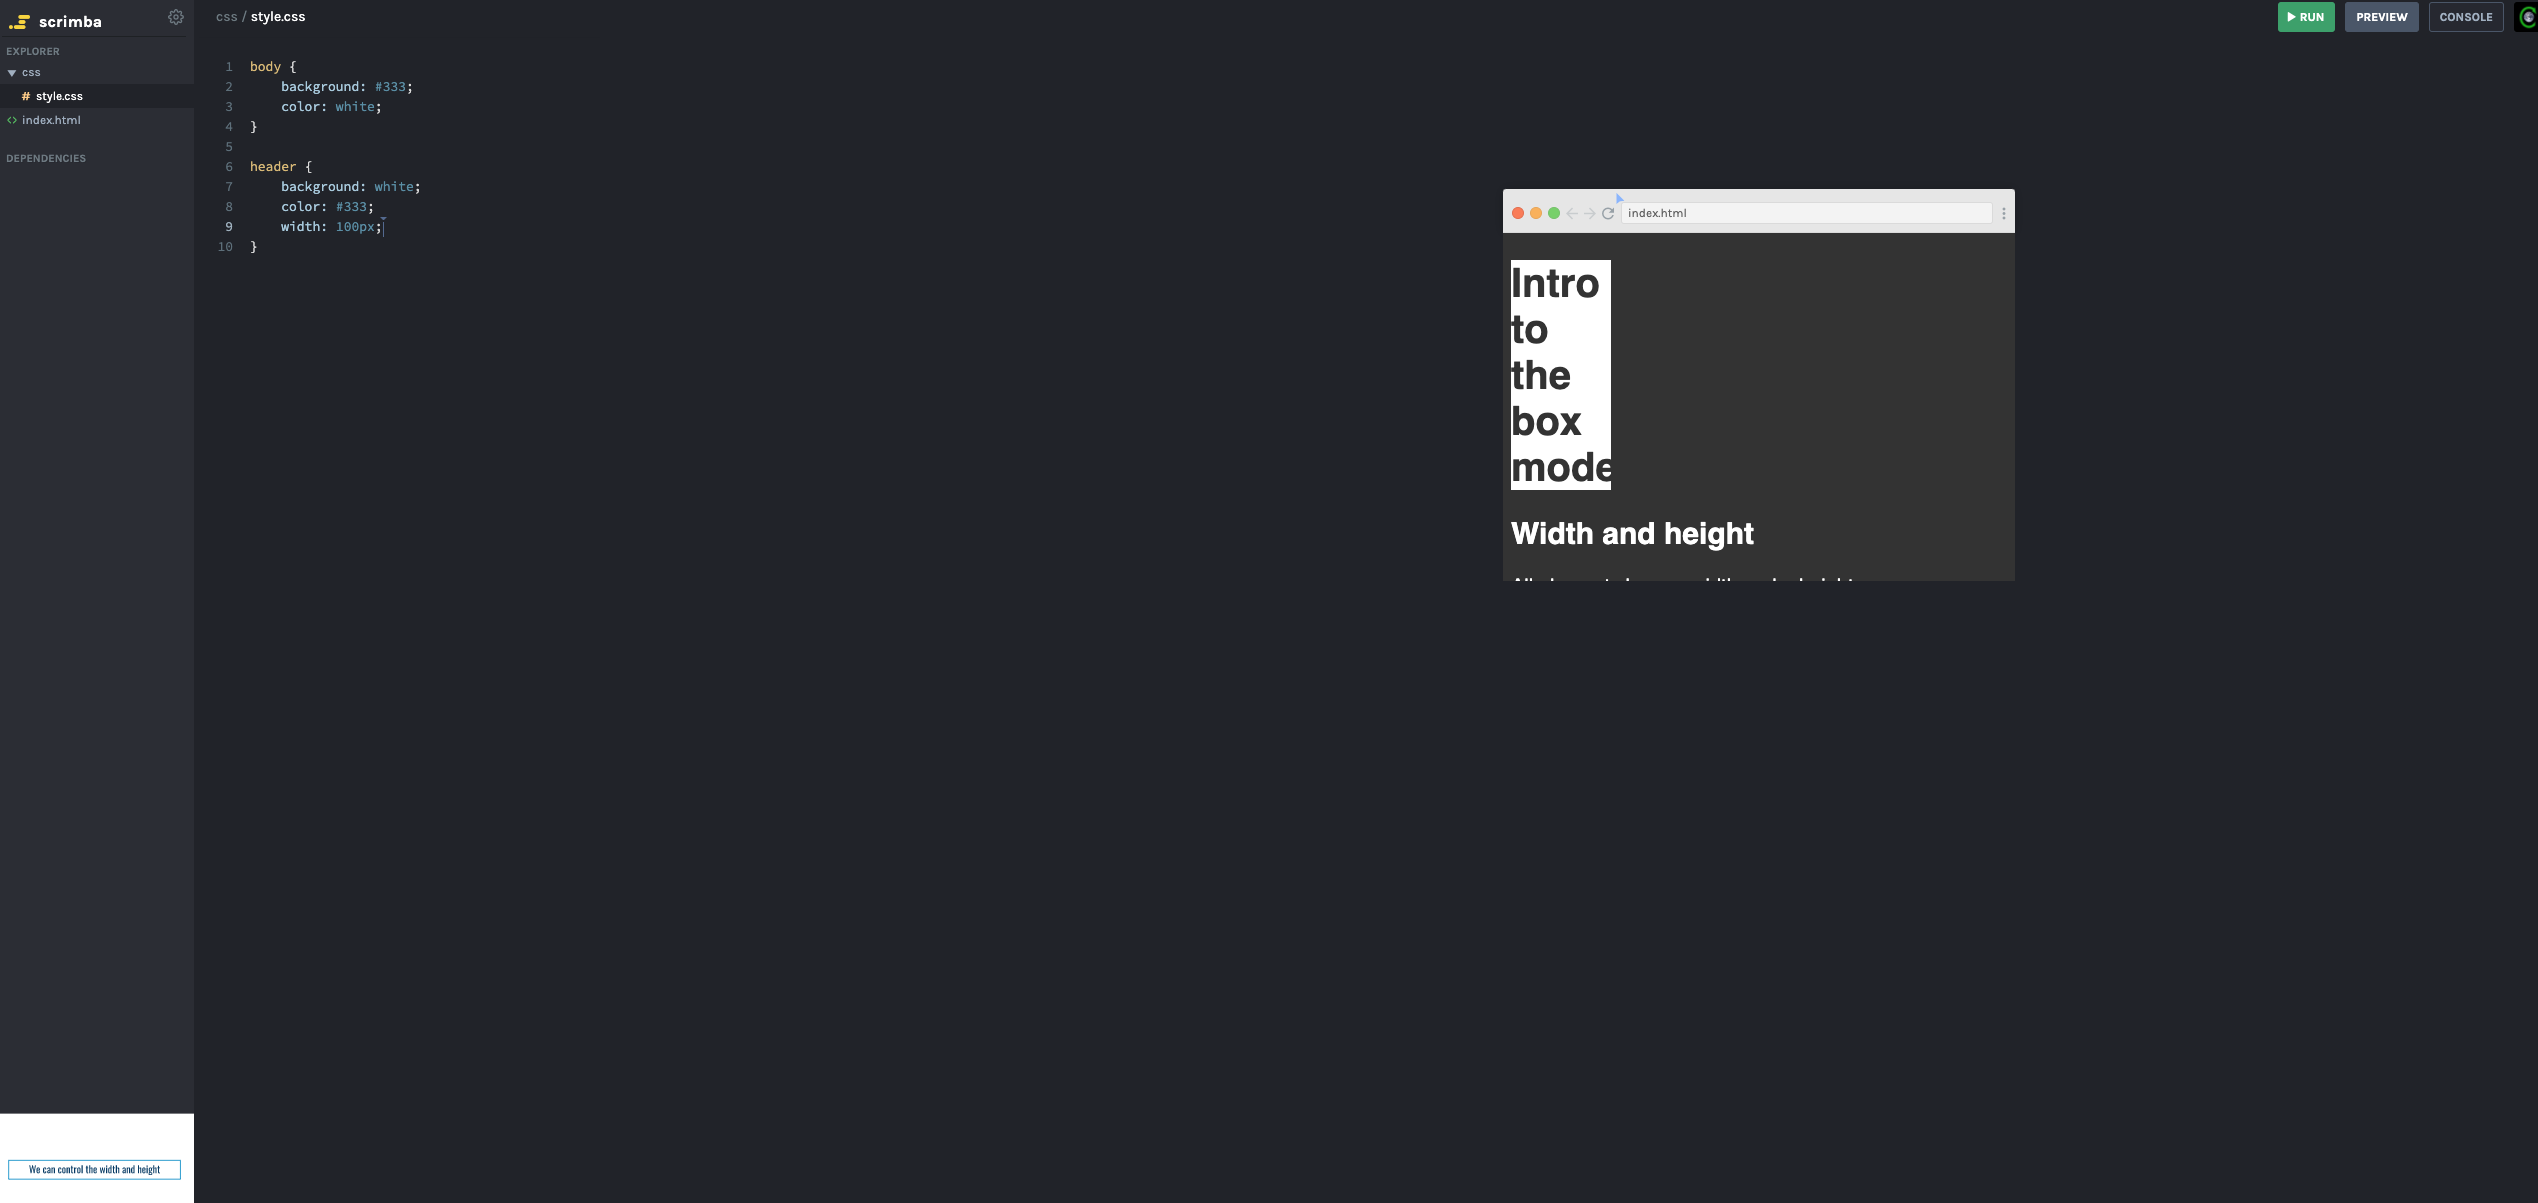 scrimba
EXPLORER
css
# style.css
<> index.html
DEPENDENCIES
We can control the width and height
css / style.css
RUN
PREVIEW
CONSOLE
1 body {
2 background: #333;
3 color: white;
4 }
5
6 header {
7 background: white;
8 color: #333;
9 width: 100px;
10 }
index.html
Intro
to
the
box
mode
Width and height